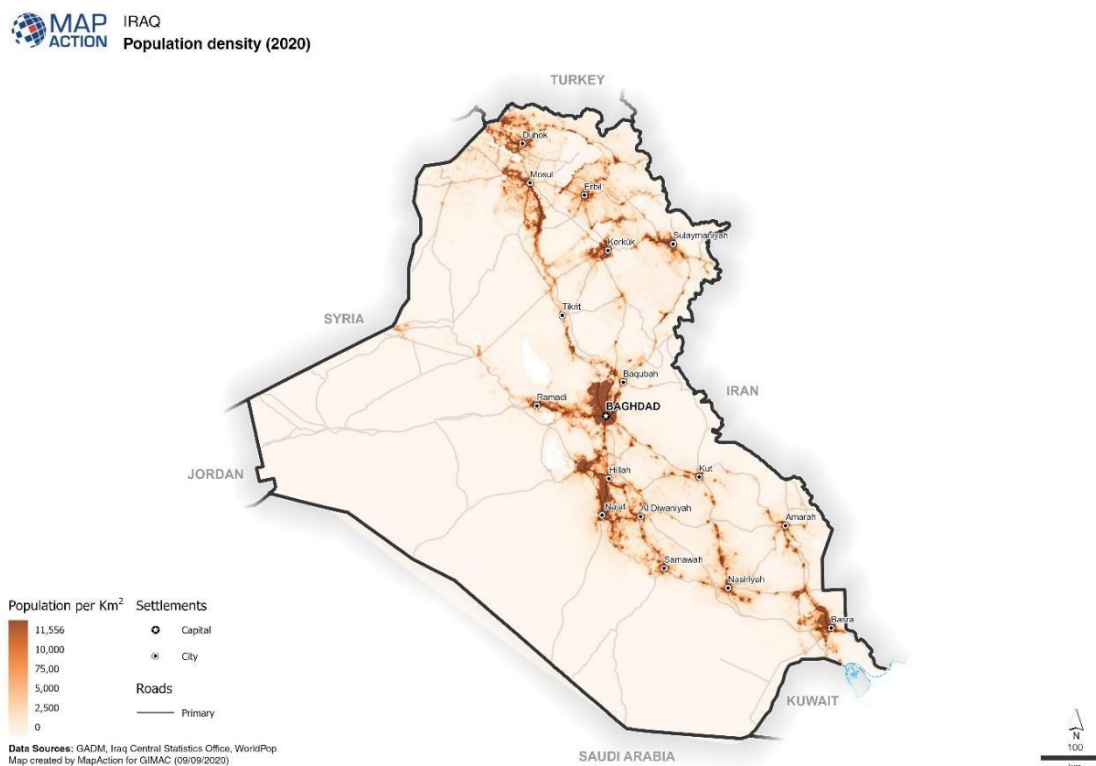 MAP
ACTION
IRAQ
Population density (2020)
TURKEY
Duhok
Mosul
Erbil
Kerkuk
Sulaymaniyah
Tikrit
SYRIA
Baqubah
IRAN
Ramadi
BAGHDAD
JORDAN
Hillah
Kut
Najaf
Al Diwaniyah
Amarah
Samawah
Nasiriyah
Basra
KUWAIT
SAUDI ARABIA
Population per Km²
11,556
10,000
75,00
5,000
2,500
0
Settlements
Capital
City
Roads
Primary
Data Sources: GADM, Iraq Central Statistics Office, WorldPop
Map created by MapAction for GIMAC (09/09/2020)
N
100
km